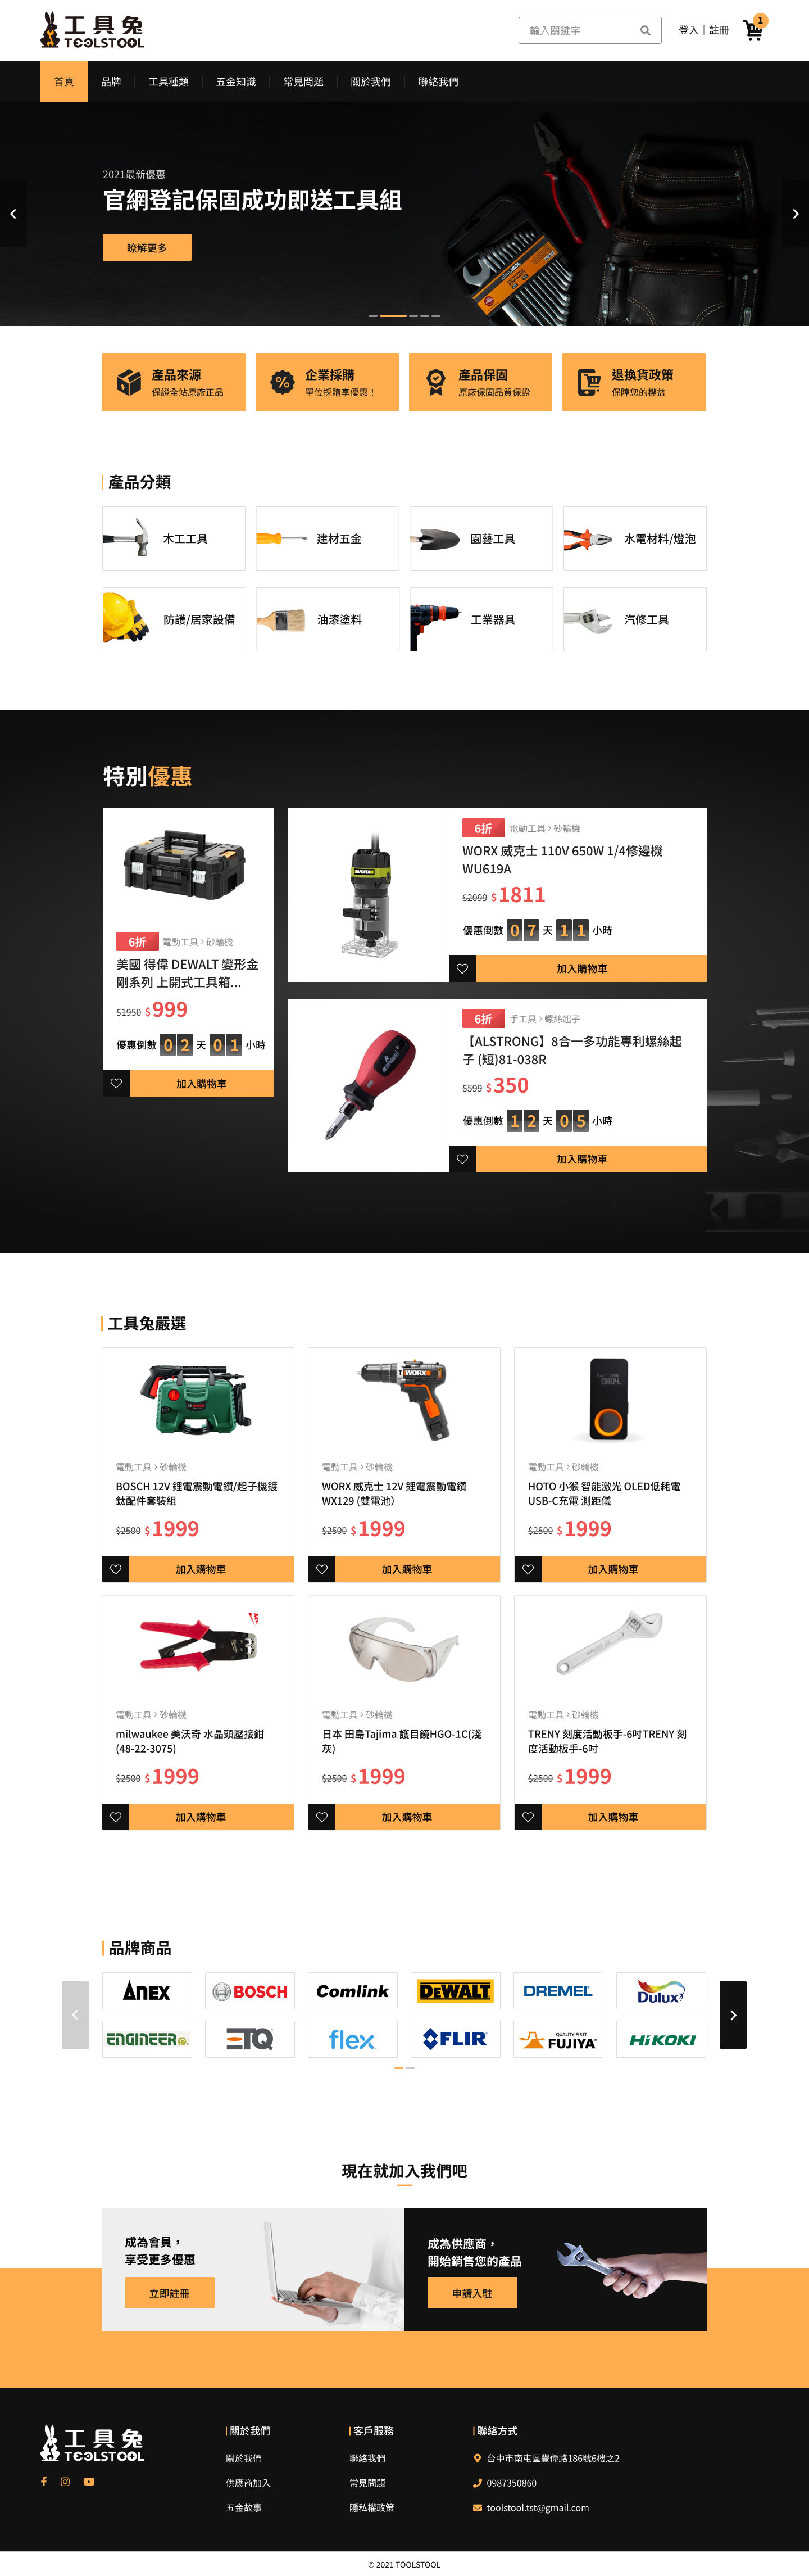 工具兔
TOOLSTOOL
輸入關鍵字
登入｜註冊
1
首頁
品牌
工具種類
五金知識
常見問題
關於我們
聯絡我們
2021最新優惠
官網登記保固成功即送工具組
瞭解更多
產品來源
保證全站原廠正品
企業採購
單位採購享優惠！
產品保固
原廠保固品質保證
退換貨政策
保障您的權益
產品分類
木工工具
建材五金
園藝工具
水電材料/燈泡
防護/居家設備
油漆塗料
工業器具
汽修工具
特別優惠
6折 電動工具 > 砂輪機
美國 得偉 DEWALT 變形金
剛系列 上開式工具箱...
$1950 $999
優惠倒數 02 天 01 小時
加入購物車
WORX
6折 電動工具 > 砂輪機
WORX 威克士 110V 650W 1/4修邊機
WU619A
$2099 $1811
優惠倒數 07 天 11 小時
加入購物車
6折 手工具 > 螺絲起子
【ALSTRONG】8合一多功能專利螺絲起
子 (短)81-038R
$599 $350
優惠倒數 12 天 05 小時
加入購物車
工具兔嚴選
電動工具 > 砂輪機
BOSCH 12V 鋰電震動電鑽/起子機鍍
鈦配件套裝組
$2500 $1999
加入購物車
WORX
電動工具 > 砂輪機
WORX 威克士 12V 鋰電震動電鑽
WX129 (雙電池）
$2500 $1999
加入購物車
電動工具 > 砂輪機
HOTO 小猴 智能激光 OLED低耗電
USB-C充電 測距儀
$2500 $1999
加入購物車
電動工具 > 砂輪機
milwaukee 美沃奇 水晶頭壓接鉗
(48-22-3075)
$2500 $1999
加入購物車
電動工具 > 砂輪機
日本 田島Tajima 護目鏡HGO-1C(淺
灰)
$2500 $1999
加入購物車
電動工具 > 砂輪機
TRENY 刻度活動板手-6吋TRENY 刻
度活動板手-6吋
$2500 $1999
加入購物車
品牌商品
ANEX
BOSCH
Comlink
DEWALT
DREMEL
Dulux
ENGINEER
ETQ
flex
FLIR
QUALITY FIRST
FUJIYA
HiKOKI
現在就加入我們吧
成為會員，
享受更多優惠
立即註冊
成為供應商，
開始銷售您的產品
申請入駐
工具兔
TOOLSTOOL
關於我們
關於我們
供應商加入
五金故事
客戶服務
聯絡我們
常見問題
隱私權政策
聯絡方式
台中市南屯區豐偉路186號6樓之2
0987350860
toolstool.tst@gmail.com
© 2021 TOOLSTOOL